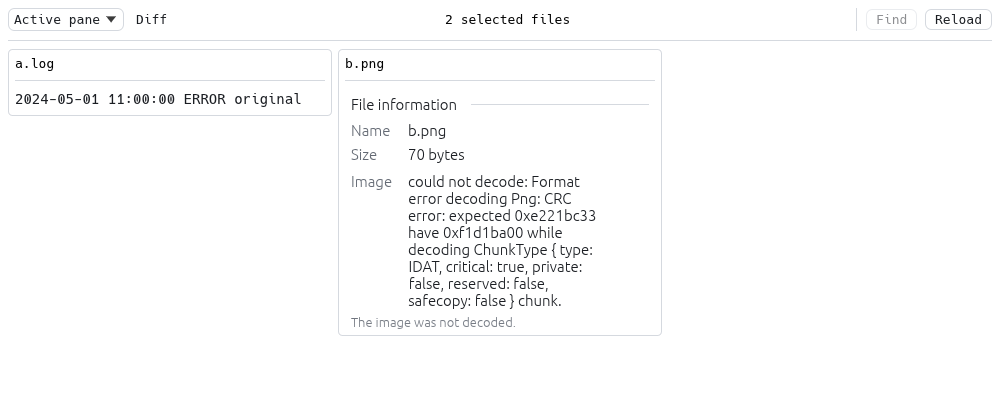 Active pane Diff 2 selected files Find Reload
a.log
2024-05-01 11:00:00 ERROR original
b.png
File information
Name b.png
Size 70 bytes
Image could not decode: Format
error decoding Png: CRC
error: expected 0xe221bc33
have 0xf1d1ba00 while
decoding ChunkType { type:
IDAT, critical: true, private:
false, reserved: false,
safecopy: false } chunk.
The image was not decoded.